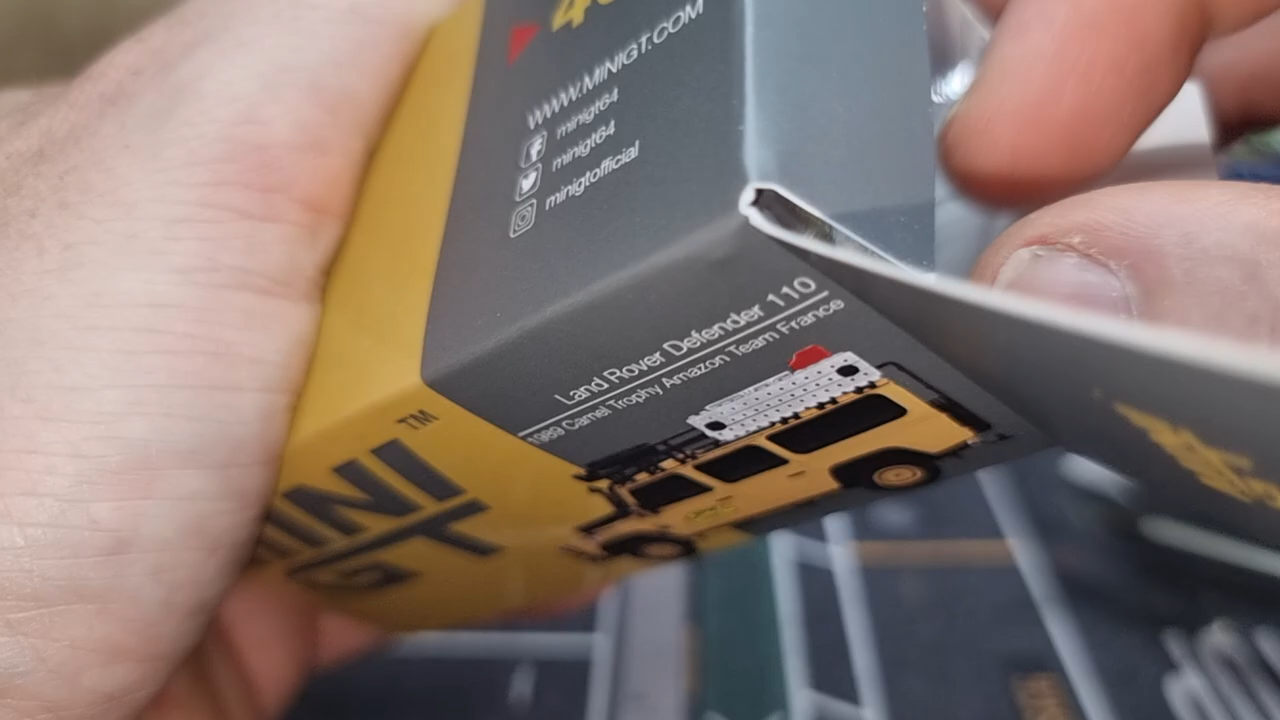 WWW.MINIGT.COM
minigt64
minigt64
minigtofficial
Land Rover Defender 110
1989 Camel Trophy Amazon Team France
MINI
GT
TM